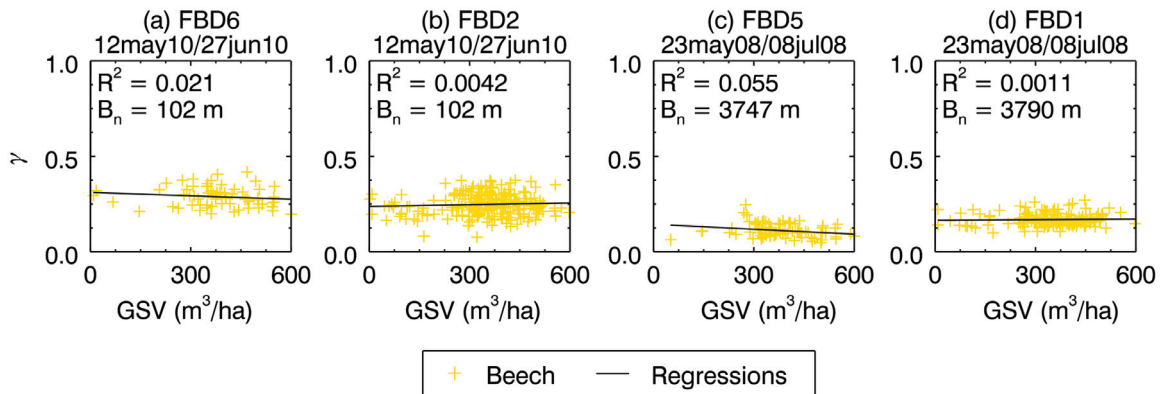 (a) FBD6
12may10/27jun10
R² = 0.021
Bₙ = 102 m
(b) FBD2
12may10/27jun10
R² = 0.0042
Bₙ = 102 m
(c) FBD5
23may08/08jul08
R² = 0.055
Bₙ = 3747 m
(d) FBD1
23may08/08jul08
R² = 0.0011
Bₙ = 3790 m
γ
1.0
0.5
0.0
0 300 600
GSV (m³/ha)
1.0
0.5
0.0
0 300 600
GSV (m³/ha)
1.0
0.5
0.0
0 300 600
GSV (m³/ha)
1.0
0.5
0.0
0 300 600
GSV (m³/ha)
Beech Regressions